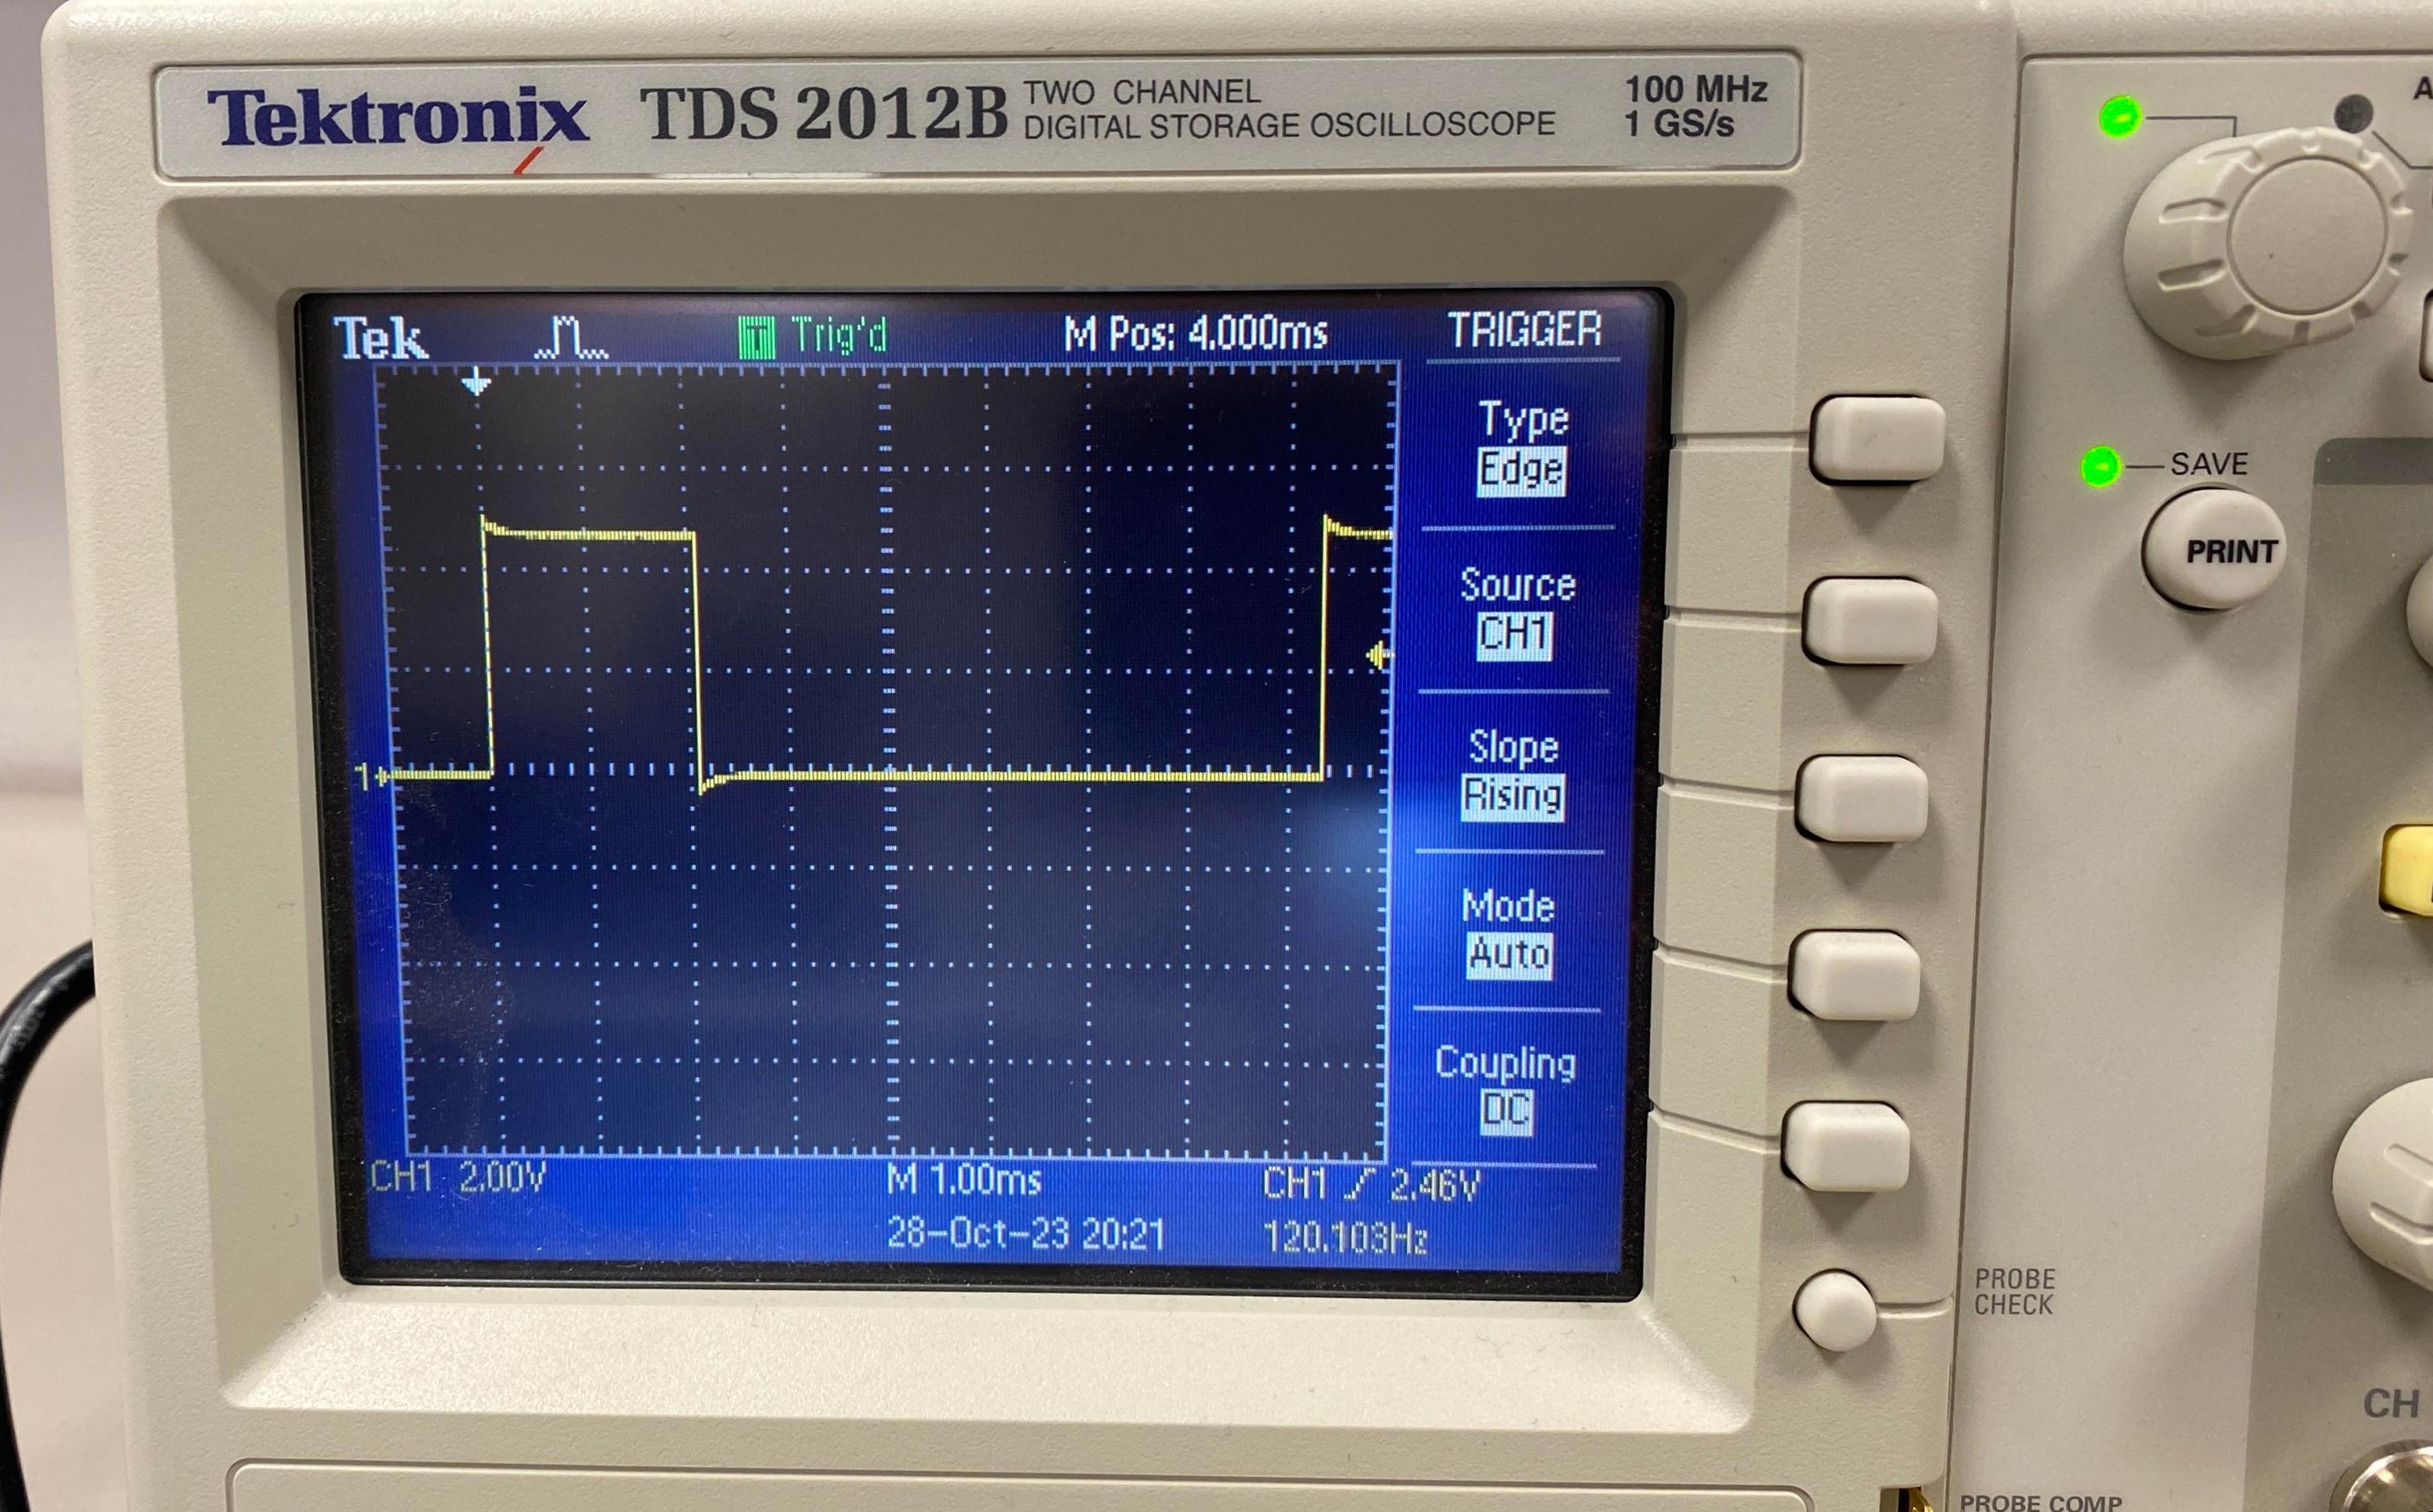 Tektronix TDS 2012B TWO CHANNEL DIGITAL STORAGE OSCILLOSCOPE 100 MHz 1 GS/s
Tek T Trig'd M Pos: 4.000ms TRIGGER
Type
Edge
Source
CH1
Slope
Rising
Mode
Auto
Coupling
DC
1
CH1 2.00V M 1.00ms CH1 2.46V
28-Oct-23 20:21 120.103Hz
A
SAVE
PRINT
PROBE
CHECK
CH
PROBE COMP